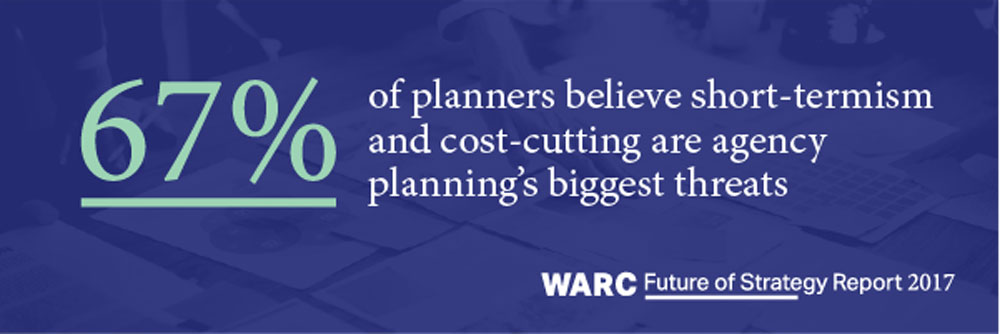 67%
of planners believe short-termism
and cost-cutting are agency
planning's biggest threats
WARC Future of Strategy Report 2017